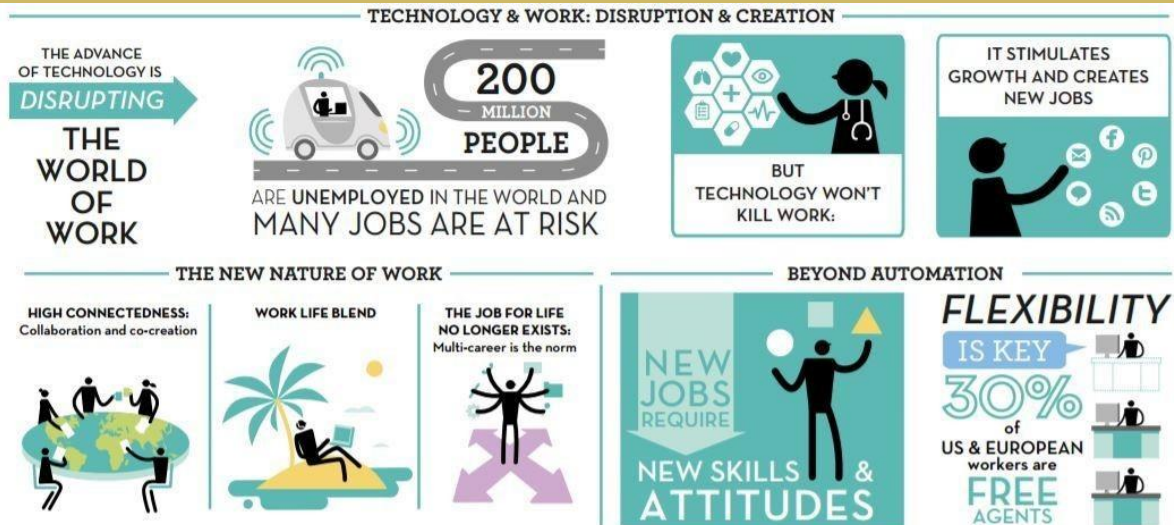 TECHNOLOGY & WORK: DISRUPTION & CREATION
THE ADVANCE
OF TECHNOLOGY IS
DISRUPTING
THE
WORLD
OF
WORK
200
MILLION
PEOPLE
ARE UNEMPLOYED IN THE WORLD AND
MANY JOBS ARE AT RISK
BUT
TECHNOLOGY WON'T
KILL WORK:
IT STIMULATES
GROWTH AND CREATES
NEW JOBS
THE NEW NATURE OF WORK
HIGH CONNECTEDNESS:
Collaboration and co-creation
WORK LIFE BLEND
THE JOB FOR LIFE
NO LONGER EXISTS:
Multi-career is the norm
BEYOND AUTOMATION
NEW
JOBS
REQUIRE
NEW SKILLS &
ATTITUDES
FLEXIBILITY
IS KEY
30%
of
US & EUROPEAN
workers are
FREE
AGENTS